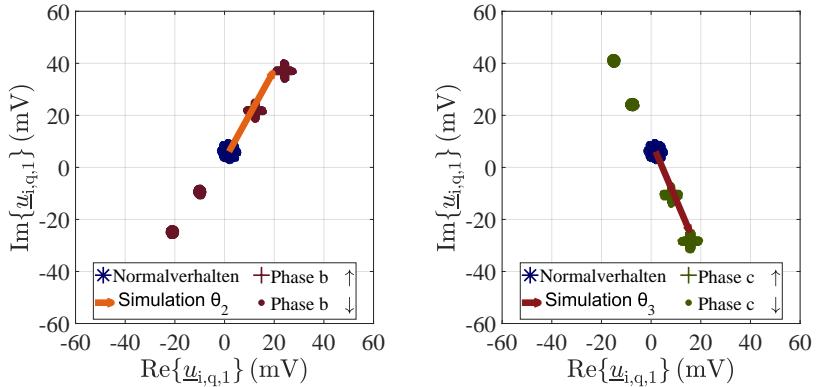 60
40
20
0
-20
-40
-60
Im{u_i,q,1} (mV)
Normalverhalten
Phase b ↑
Simulation θ_2
Phase b ↓
-60 -40 -20 0 20 40 60
Re{u_i,q,1} (mV)
60
40
20
0
-20
-40
-60
Im{u_i,q,1} (mV)
Normalverhalten
Phase c ↑
Simulation θ_3
Phase c ↓
-60 -40 -20 0 20 40 60
Re{u_i,q,1} (mV)